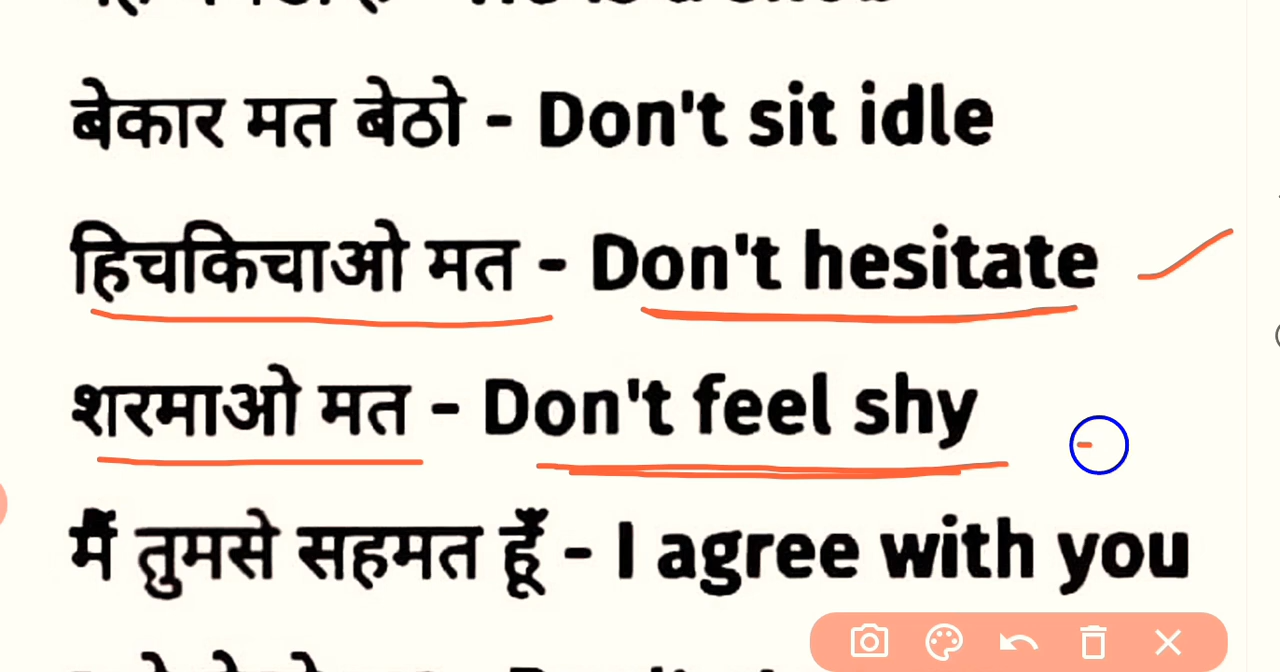 बेकार मत बेठो - Don't sit idle
हिचकिचाओ मत - Don't hesitate
शरमाओ मत - Don't feel shy
मैं तुमसे सहमत हूँ - I agree with you